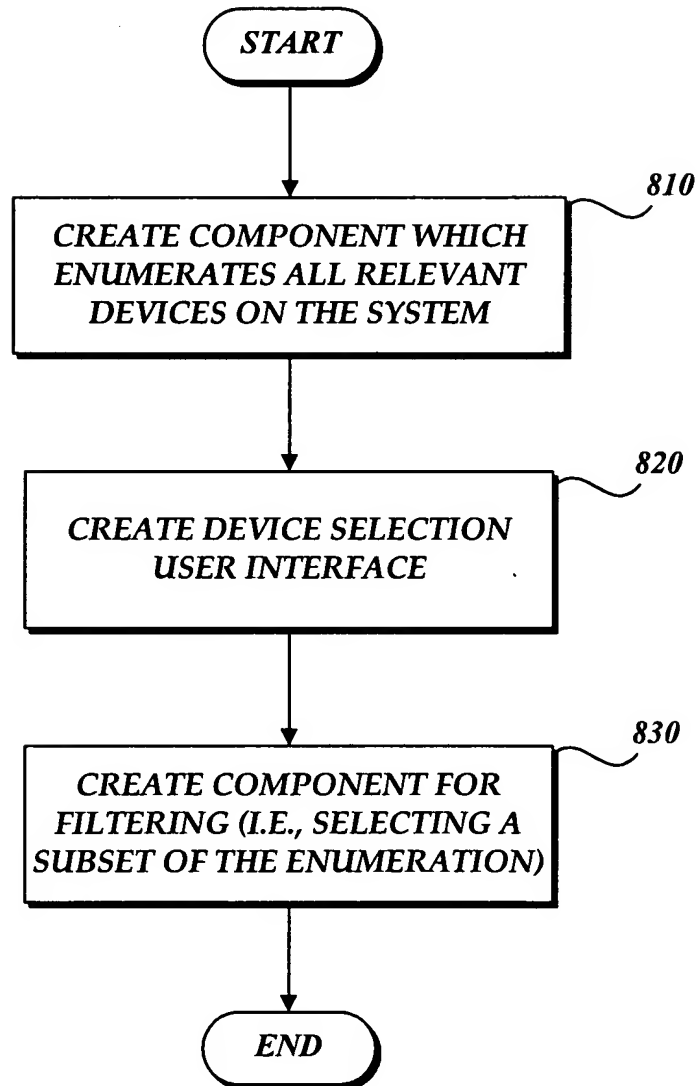 START
810
CREATE COMPONENT WHICH
ENUMERATES ALL RELEVANT
DEVICES ON THE SYSTEM
820
CREATE DEVICE SELECTION
USER INTERFACE
830
CREATE COMPONENT FOR
FILTERING (I.E., SELECTING A
SUBSET OF THE ENUMERATION)
END